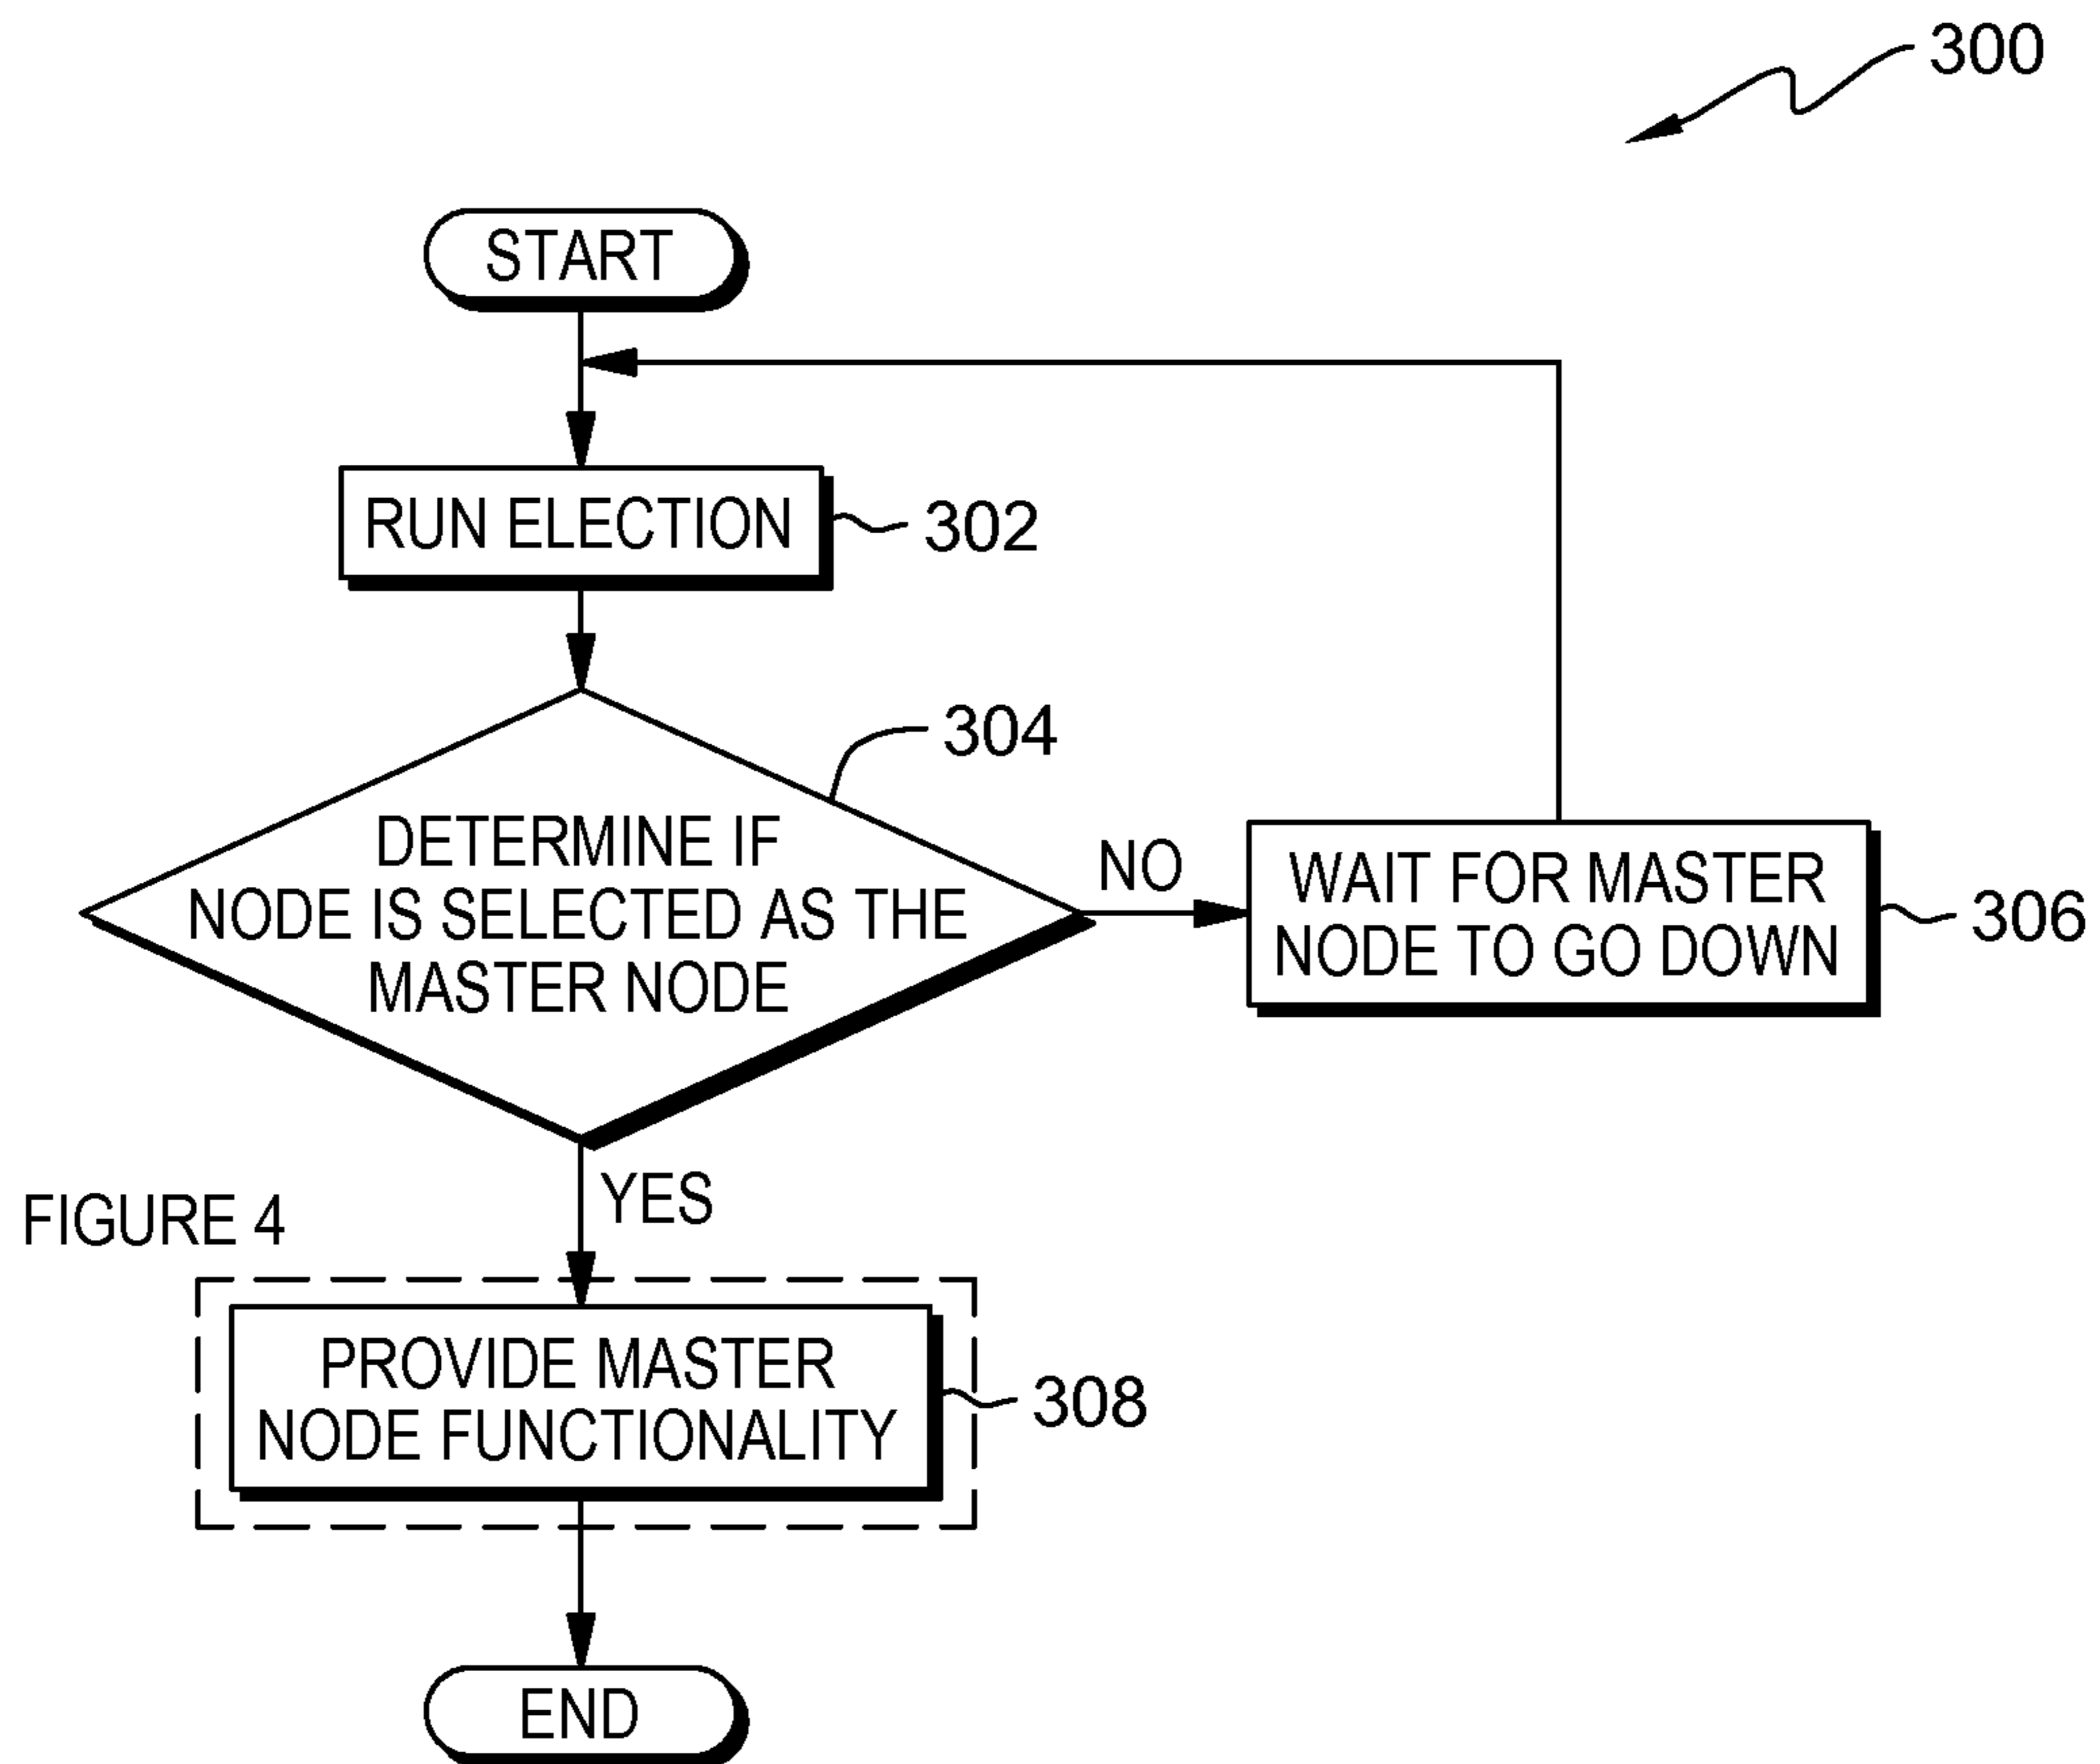 300
START
RUN ELECTION
302
304
DETERMINE IF
NODE IS SELECTED AS THE
MASTER NODE
NO
WAIT FOR MASTER
NODE TO GO DOWN
306
YES
FIGURE 4
PROVIDE MASTER
NODE FUNCTIONALITY
308
END